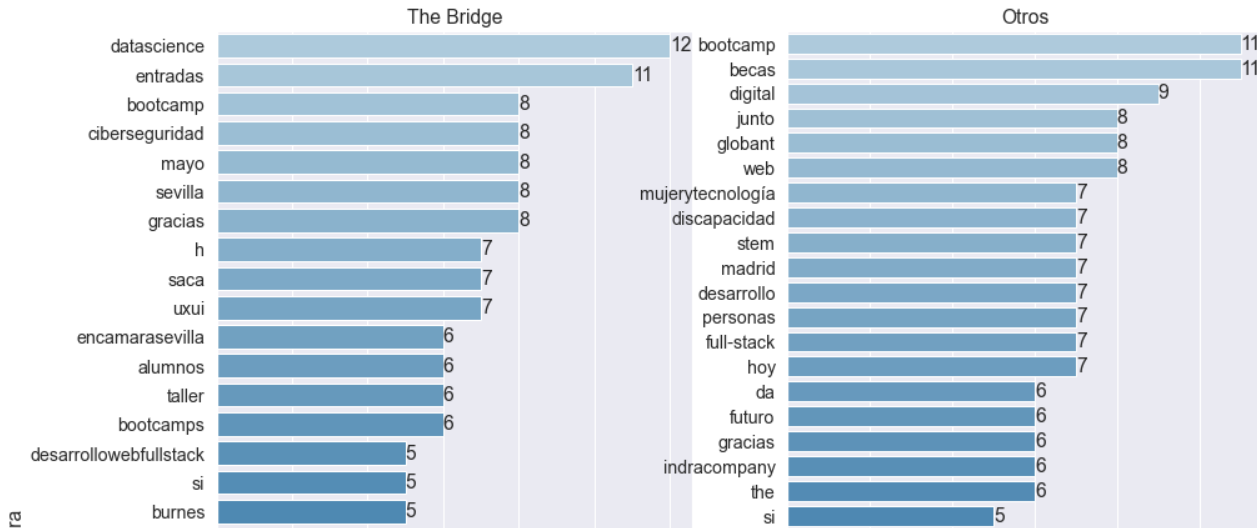 The Bridge
datascience 12
entradas 11
bootcamp 8
ciberseguridad 8
mayo 8
sevilla 8
gracias 8
h 7
saca 7
uxui 7
encamarasevilla 6
alumnos 6
taller 6
bootcamps 6
desarrollowebfullstack 5
si 5
burnes 5
ra
Otros
bootcamp 11
becas 11
digital 9
junto 8
globant 8
web 8
mujerytecnología 7
discapacidad 7
stem 7
madrid 7
desarrollo 7
personas 7
full-stack 7
hoy 7
da 6
futuro 6
gracias 6
indracompany 6
the 6
si 5